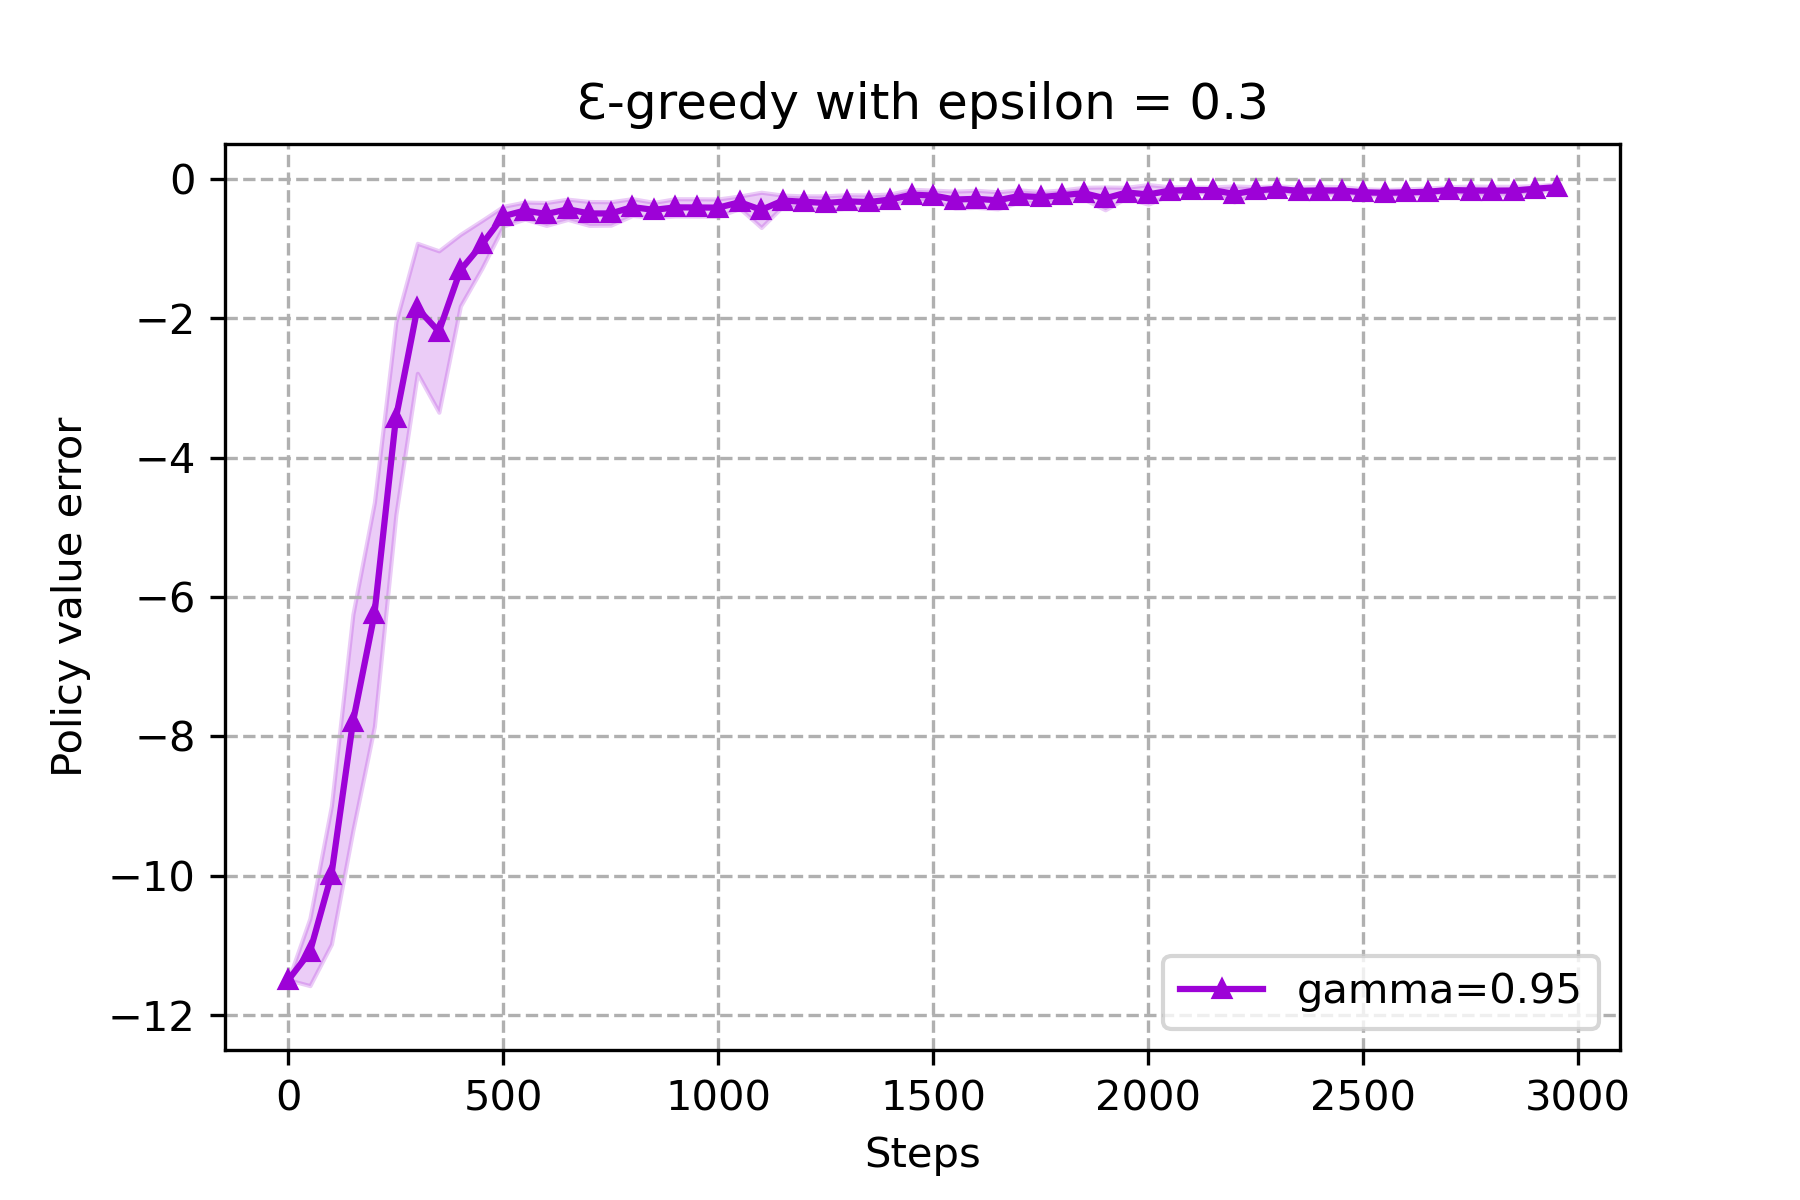 Ɛ-greedy with epsilon = 0.3
Policy value error
0
−2
−4
−6
−8
−10
−12
gamma=0.95
0 500 1000 1500 2000 2500 3000
Steps